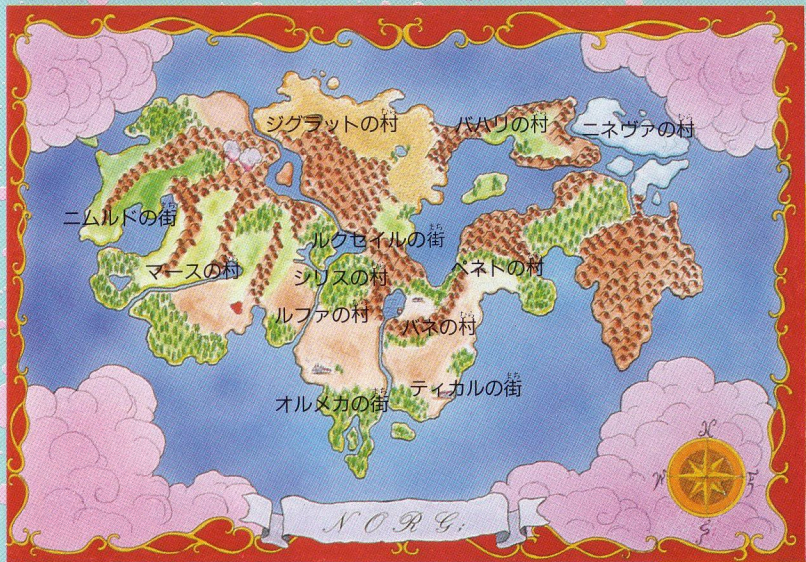 ジグラットの村
バハリの村
ニネヴァの村
ニムルドの街
ルクセイルの街
マースの村
シリスの村
ベネトの村
ルファの村
バネの村
オルメカの街
ティカルの街
N
W
E
S
NORG: